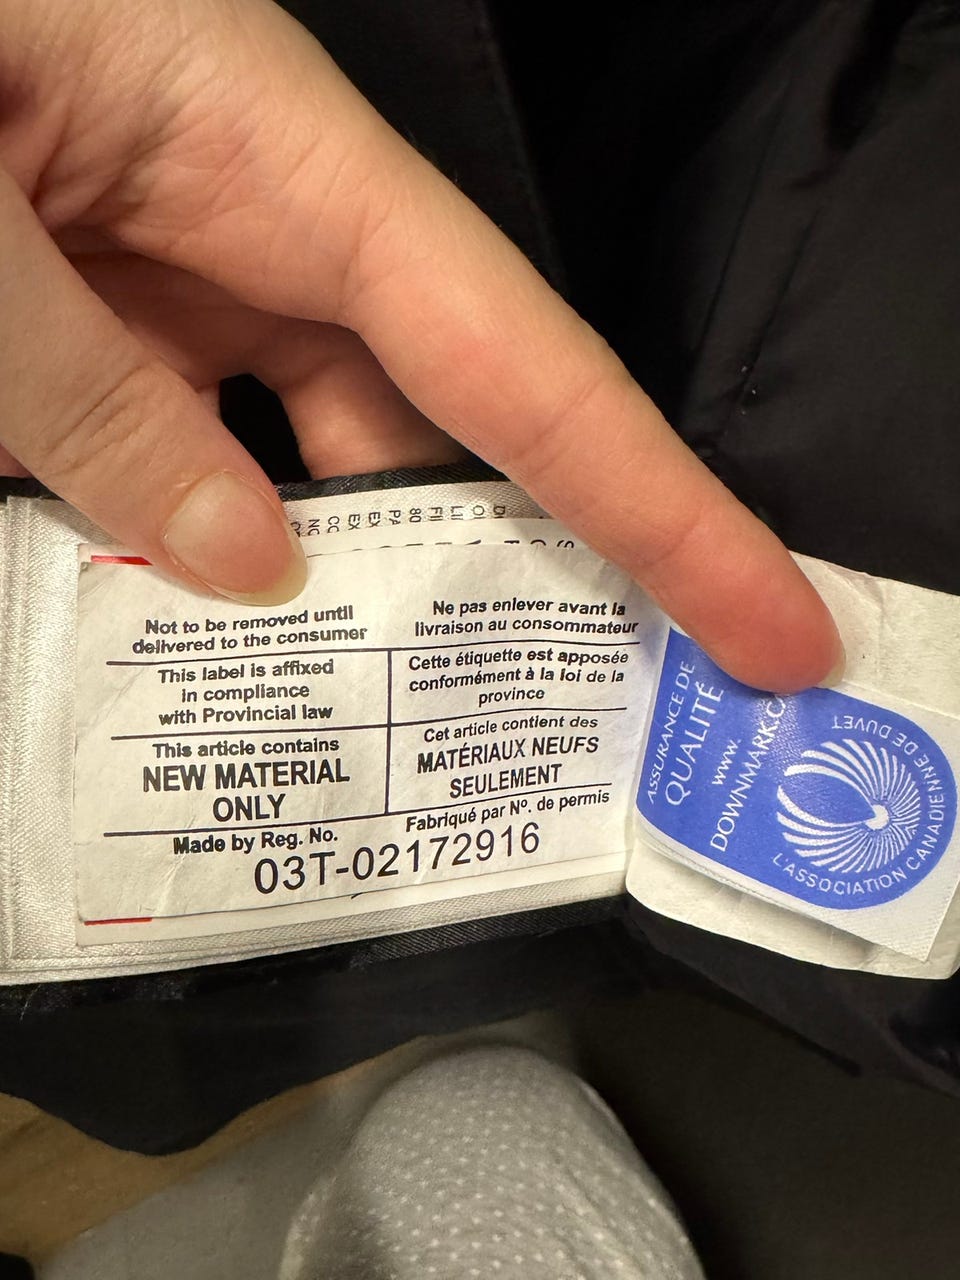 Not to be removed until
delivered to the consumer
Ne pas enlever avant la
livraison au consommateur
This label is affixed
in compliance
with Provincial law
Cette étiquette est apposée
conformément à la loi de la
province
This article contains
NEW MATERIAL
ONLY
Cet article contient des
MATÉRIAUX NEUFS
SEULEMENT
Made by Reg. No.
Fabriqué par Nº. de permis
03T-02172916
ASSURANCE DE
QUALITÉ
www.
DOWNMARK.C
L'ASSOCIATION CANADIENNE DE DUVET